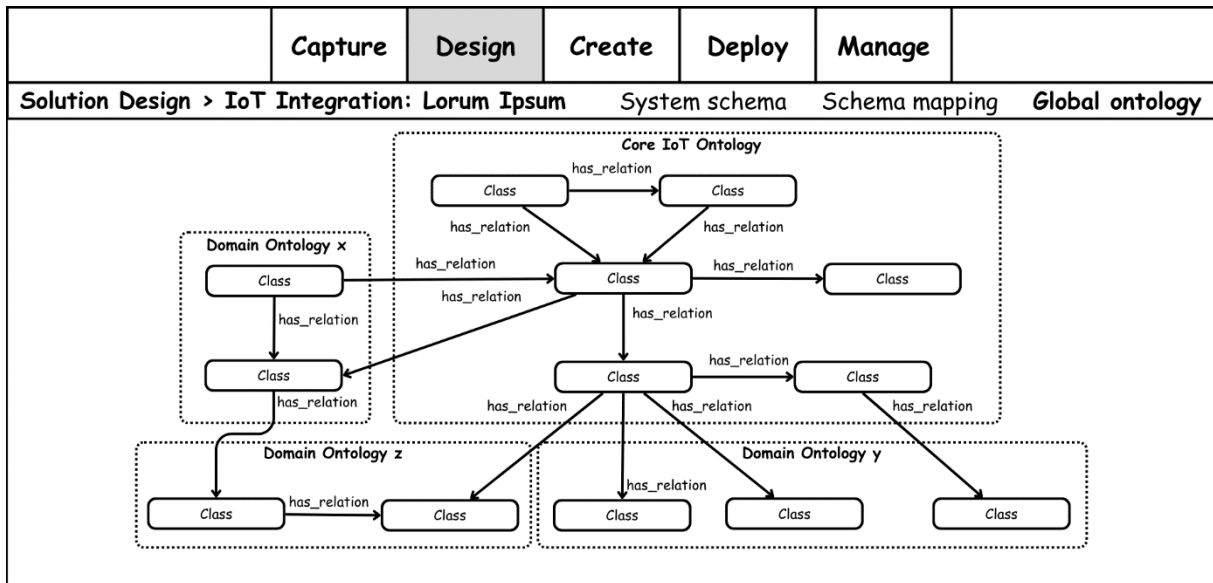 Capture Design Create Deploy Manage
Solution Design > IoT Integration: Lorum Ipsum System schema Schema mapping Global ontology
Core IoT Ontology
has_relation
Class Class
has_relation has_relation
Domain Ontology x
has_relation has_relation
Class Class Class
has_relation
has_relation has_relation
has_relation
Class Class Class
has_relation has_relation has_relation has_relation
Domain Ontology z Domain Ontology y
has_relation has_relation
Class Class Class Class Class